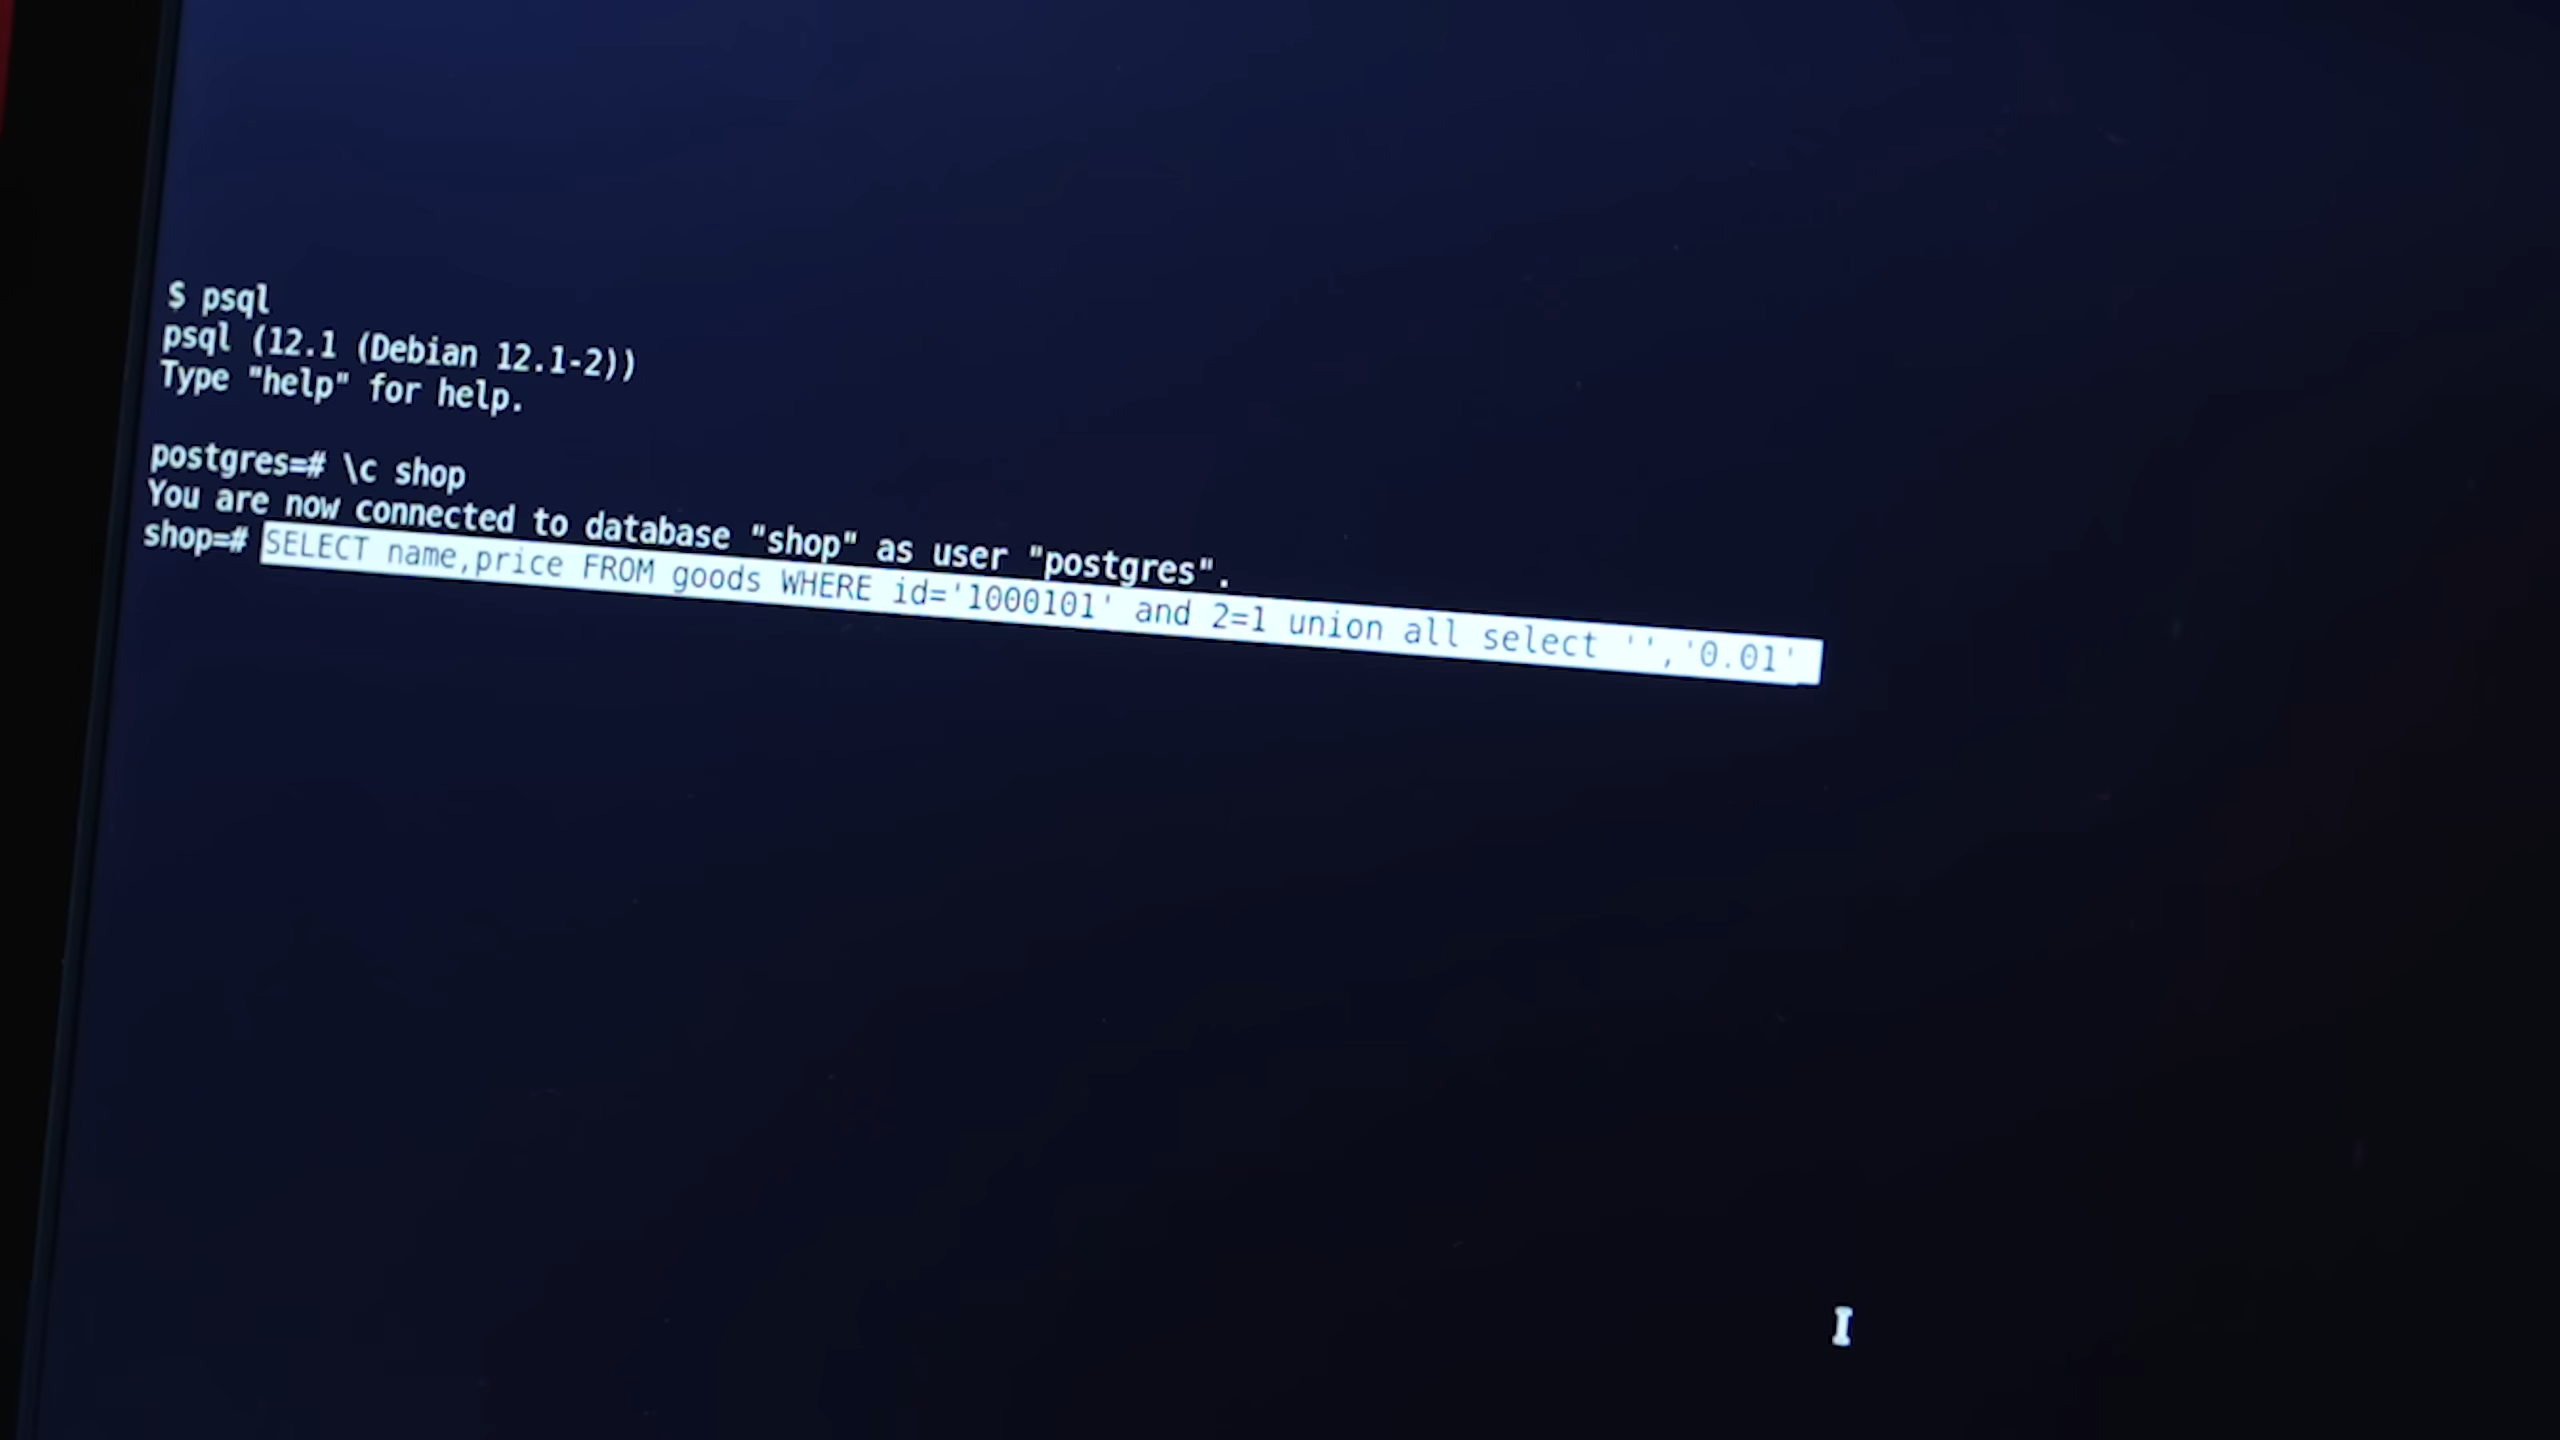 $ psql
psql (12.1 (Debian 12.1-2))
Type "help" for help.
postgres=# \c shop
You are now connected to database "shop" as user "postgres".
shop=# SELECT name,price FROM goods WHERE id='1000101' and 2=1 union all select '','0.01'